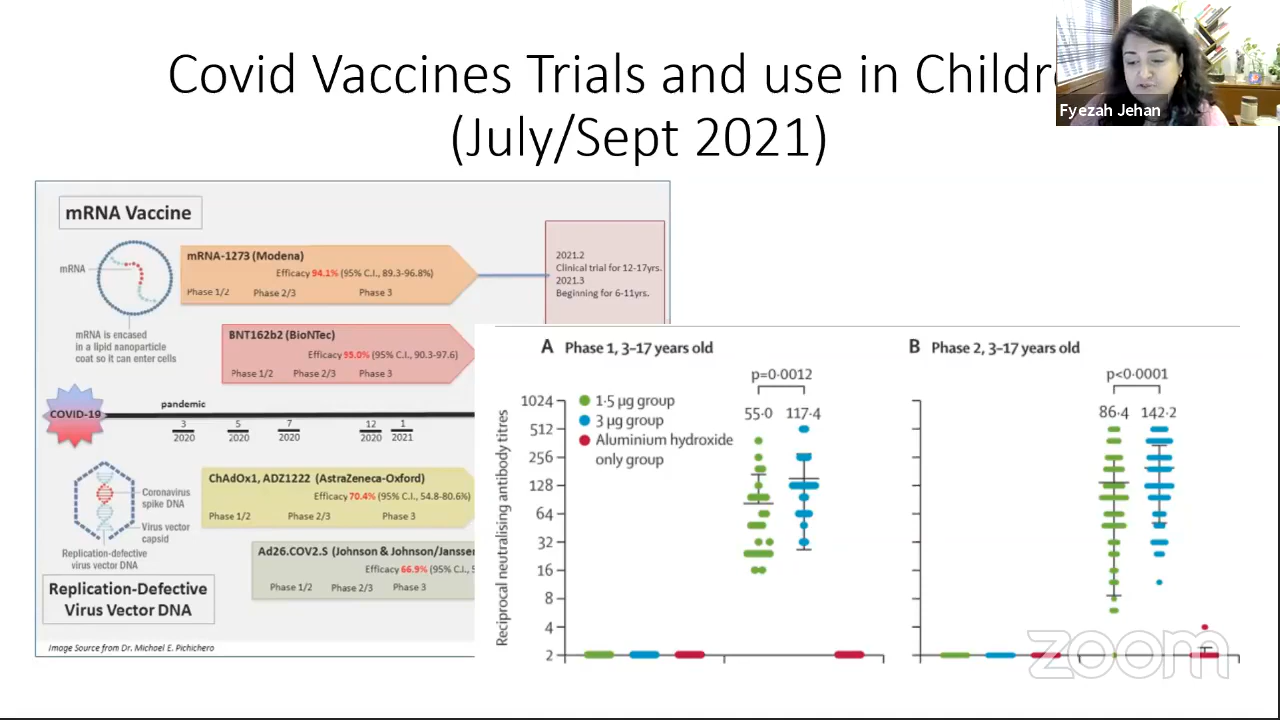 Covid Vaccines Trials and use in Childr
(July/Sept 2021)
Fyezah Jehan
mRNA Vaccine
mRNA
mRNA is encased
in a lipid nanoparticle
coat so it can enter cells
mRNA-1273 (Modena)
Efficacy 94.1% (95% C.I., 89.3-96.8%)
Phase 1/2 Phase 2/3 Phase 3
2021.2
Clinical trial for 12-17yrs.
2021.3
Beginning for 6-11yrs.
BNT162b2 (BioNTec)
Efficacy 95.0% (95% C.I., 90.3-97.6)
Phase 1/2 Phase 2/3 Phase 3
COVID-19
pandemic
3 5 7 12 1
2020 2020 2020 2020 2021
Coronavirus
spike DNA
Virus vector
capsid
Replication-defective
virus vector DNA
ChAdOx1, ADZ1222 (AstraZeneca-Oxford)
Efficacy 70.4% (95% C.I., 54.8-80.6%)
Phase 1/2 Phase 2/3 Phase 3
Ad26.COV2.S (Johnson & Johnson/Janssen
Efficacy 66.9% (95% C.I., 5
Phase 1/2 Phase 2/3 Phase 3
Replication-Defective
Virus Vector DNA
Image Source from Dr. Michael E. Pichichero
A Phase 1, 3–17 years old
p=0·0012
55·0 117·4
1·5 µg group
3 µg group
Aluminium hydroxide
only group
Reciprocal neutralising antibody titres
1024
512
256
128
64
32
16
8
4
2
B Phase 2, 3–17 years old
p<0·0001
86·4 142·2
zoom